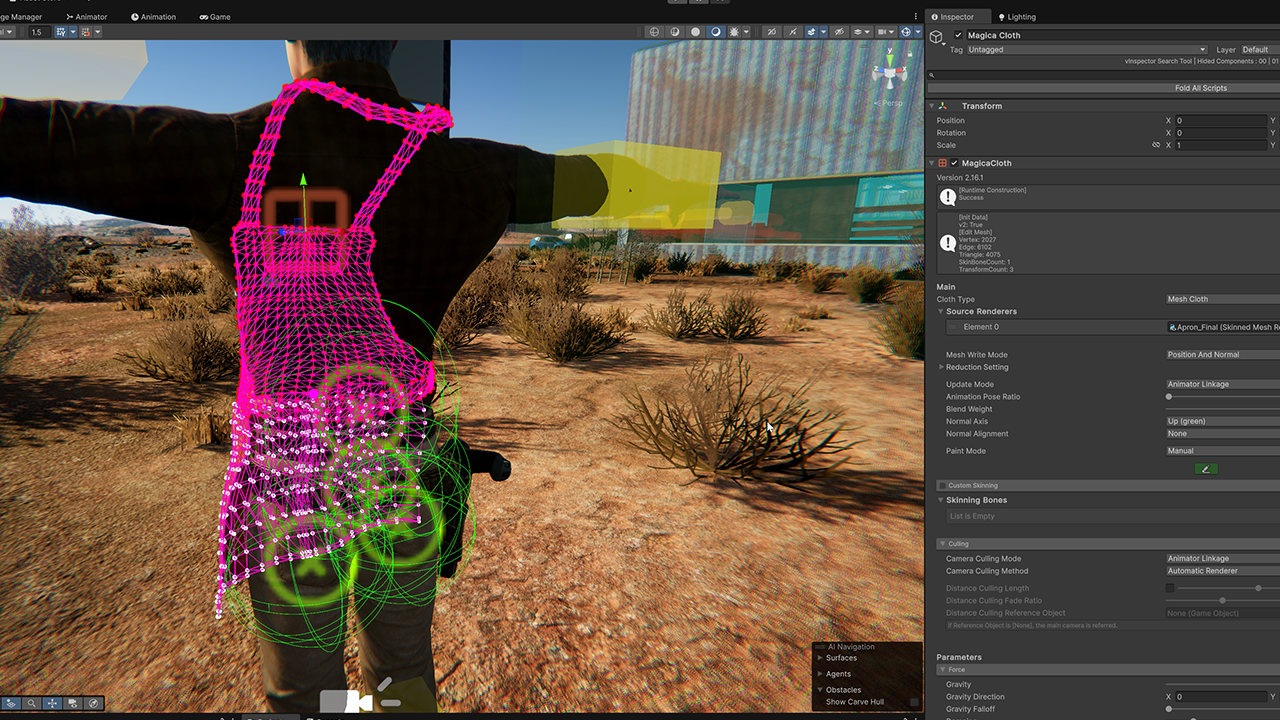 ge Manager
Animator
Animation
Game
1.5
y
z
x
Persp
AI Navigation
Surfaces
Agents
Obstacles
Show Carve Hull
Inspector
Lighting
Magica Cloth
Tag Untagged Layer Default
vInspector Search Tool | Hided Components : 00 | 01
Fold All Scripts
Transform
Position X 0 Y
Rotation X 0 Y
Scale X 1 Y
MagicaCloth
Version 2.16.1
[Runtime Construction]
Success
[Init Data]
v2: True
[Edit Mesh]
Vertex: 2027
Edge: 6102
Triangle: 4075
SkinBoneCount: 1
TransformCount: 3
Main
Cloth Type Mesh Cloth
Source Renderers
Element 0 Apron_Final (Skinned Mesh R
Mesh Write Mode Position And Normal
Reduction Setting
Update Mode Animator Linkage
Animation Pose Ratio
Blend Weight
Normal Axis Up (green)
Normal Alignment None
Paint Mode Manual
Custom Skinning
Skinning Bones
List is Empty
Culling
Camera Culling Mode Animator Linkage
Camera Culling Method Automatic Renderer
Distance Culling Length
Distance Culling Fade Ratio
Distance Culling Reference Object None (Game Object)
If Reference Object is [None], the main camera is referred.
Parameters
Force
Gravity
Gravity Direction X 0 Y
Gravity Falloff